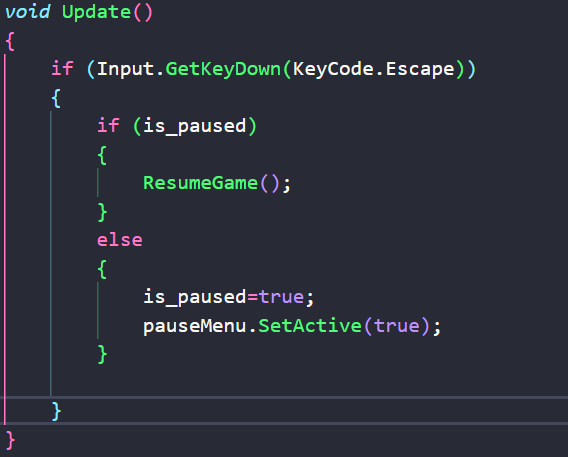 void Update()
{
    if (Input.GetKeyDown(KeyCode.Escape))
    {
        if (is_paused)
        {
            ResumeGame();
        }
        else
        {
            is_paused=true;
            pauseMenu.SetActive(true);
        }

    }
}